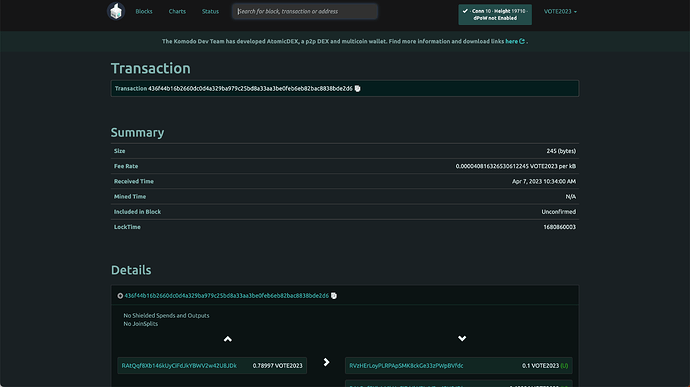 Blocks
Charts
Status
Search for block, transaction or address
✔ · Conn 10 · Height 19710 ·
dPoW not Enabled
VOTE2023
The Komodo Dev Team has developed AtomicDEX, a p2p DEX and multicoin wallet. Find more information and download links here .
Transaction
Transaction 436f44b16b2660dc0d4a329ba979c25bd8a33aa3be0feb6eb82bac8838bde2d6
Summary
Size 245 (bytes)
Fee Rate 0.000040816326530612245 VOTE2023 per kB
Received Time Apr 7, 2023 10:34:00 AM
Mined Time N/A
Included in Block Unconfirmed
LockTime 1680860003
Details
436f44b16b2660dc0d4a329ba979c25bd8a33aa3be0feb6eb82bac8838bde2d6
No Shielded Spends and Outputs
No JoinSplits
RAtQqf8Xb146kUyCiFdJkYBWV2w42U8JDk 0.78997 VOTE2023
RVzHErLoyPLRtPApSMK8ckGe33zPWpBVfdc 0.1 VOTE2023 (U)